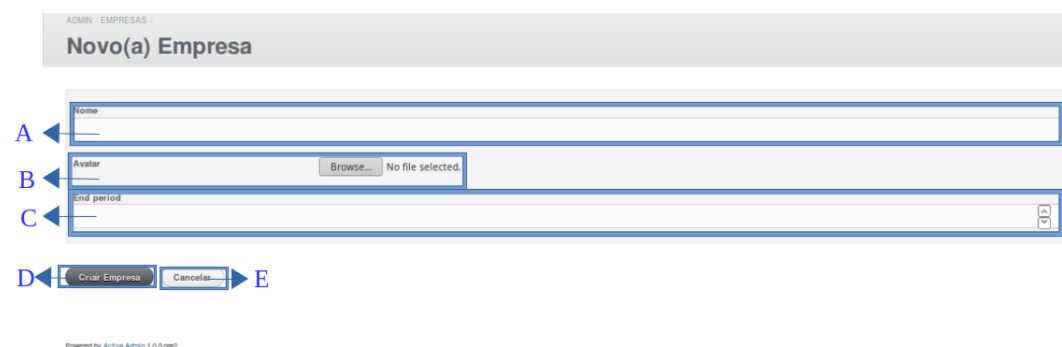 ADMIN / EMPRESAS /
Novo(a) Empresa
Nome
A
Avatar
Browse... No file selected.
B
End period
C
D Criar Empresa Cancelar E
Powered by Active Admin 1.0.0.pre2